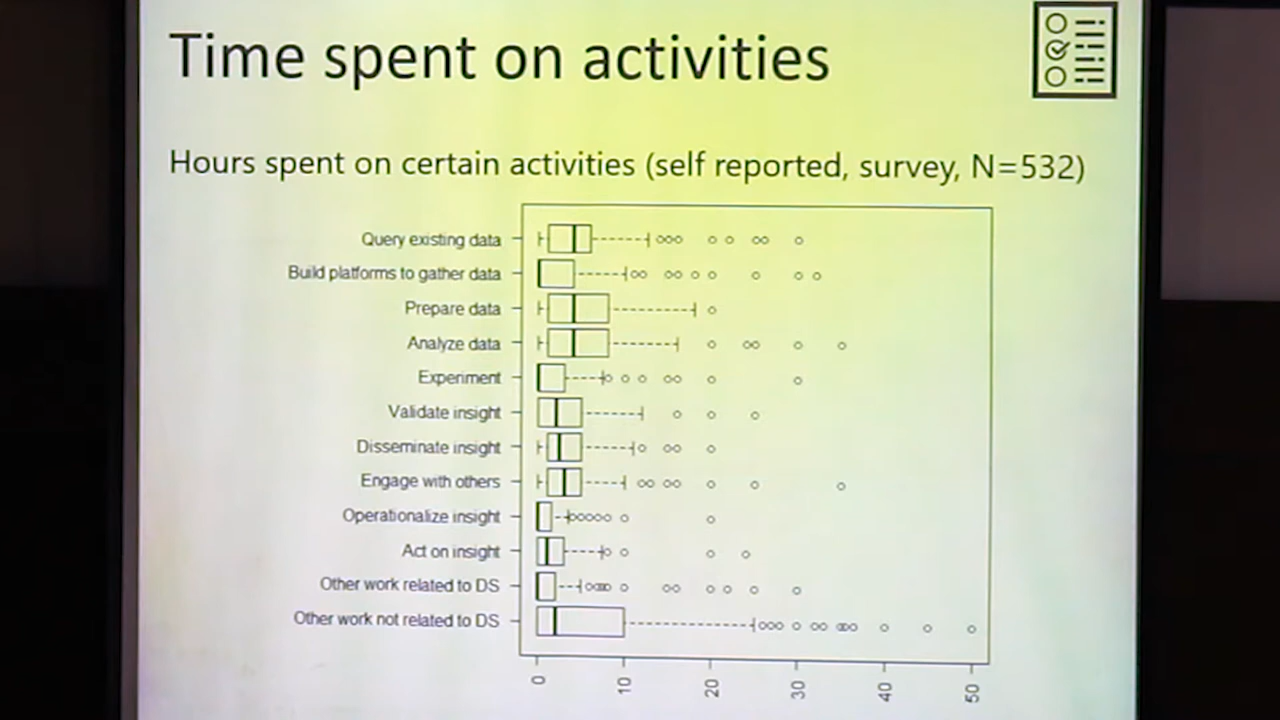 Time spent on activities
Hours spent on certain activities (self reported, survey, N=532)
Query existing data
Build platforms to gather data
Prepare data
Analyze data
Experiment
Validate insight
Disseminate insight
Engage with others
Operationalize insight
Act on insight
Other work related to DS
Other work not related to DS
0 10 20 30 40 50